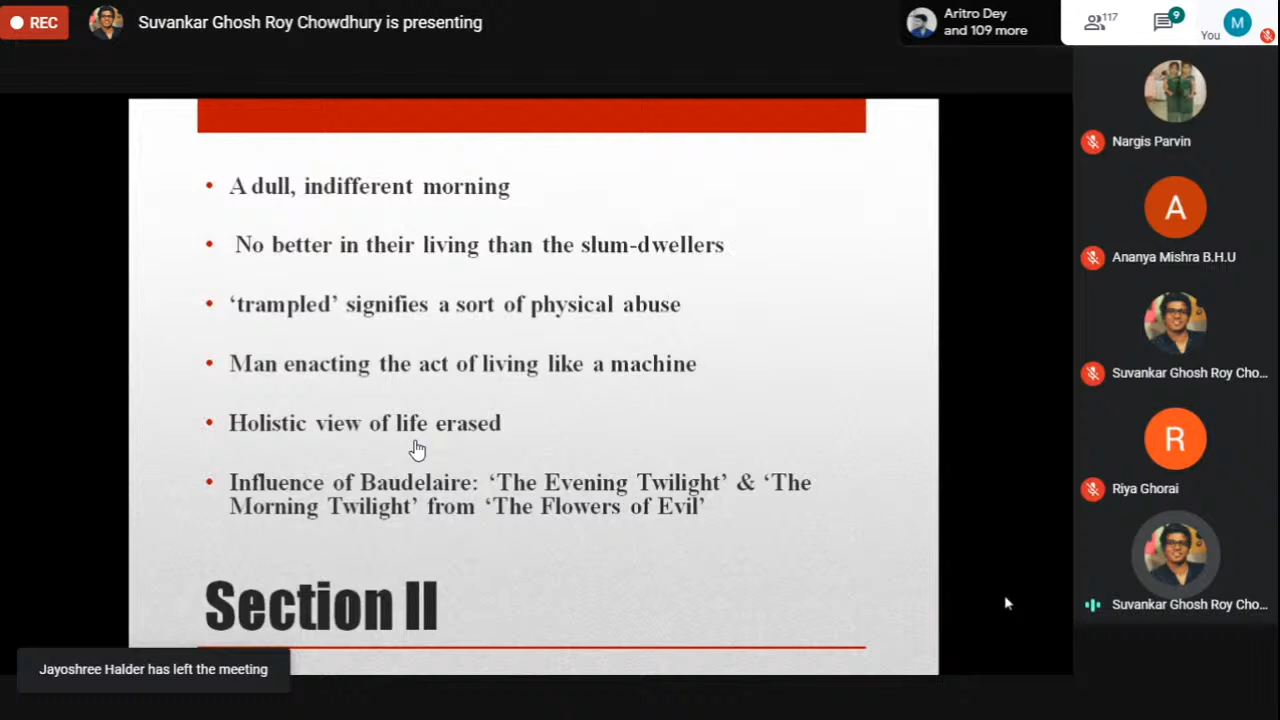 REC
Suvankar Ghosh Roy Chowdhury is presenting
Aritro Dey
and 109 more
117
9
You
M
Nargis Parvin
A
Ananya Mishra B.H.U
Suvankar Ghosh Roy Cho...
R
Riya Ghorai
Suvankar Ghosh Roy Cho...
• A dull, indifferent morning
• No better in their living than the slum-dwellers
• ‘trampled’ signifies a sort of physical abuse
• Man enacting the act of living like a machine
• Holistic view of life erased
• Influence of Baudelaire: ‘The Evening Twilight’ & ‘The
Morning Twilight’ from ‘The Flowers of Evil’
Section II
Jayoshree Halder has left the meeting